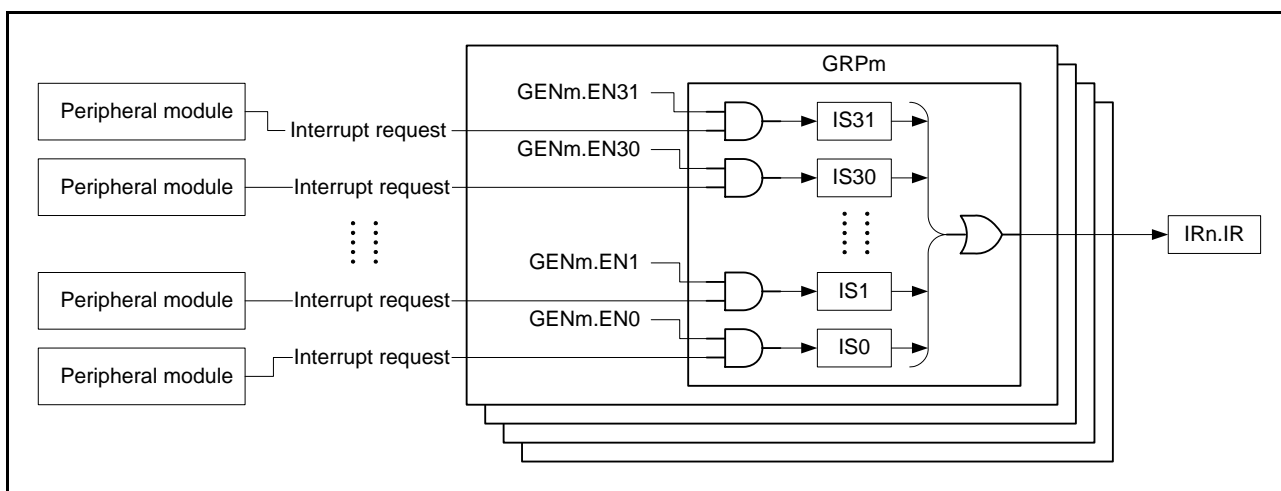 GRPm
GENm.EN31
Peripheral module
Interrupt request
IS31
GENm.EN30
Peripheral module
Interrupt request
IS30
IRn.IR
GENm.EN1
Peripheral module
Interrupt request
IS1
GENm.EN0
Peripheral module
Interrupt request
IS0